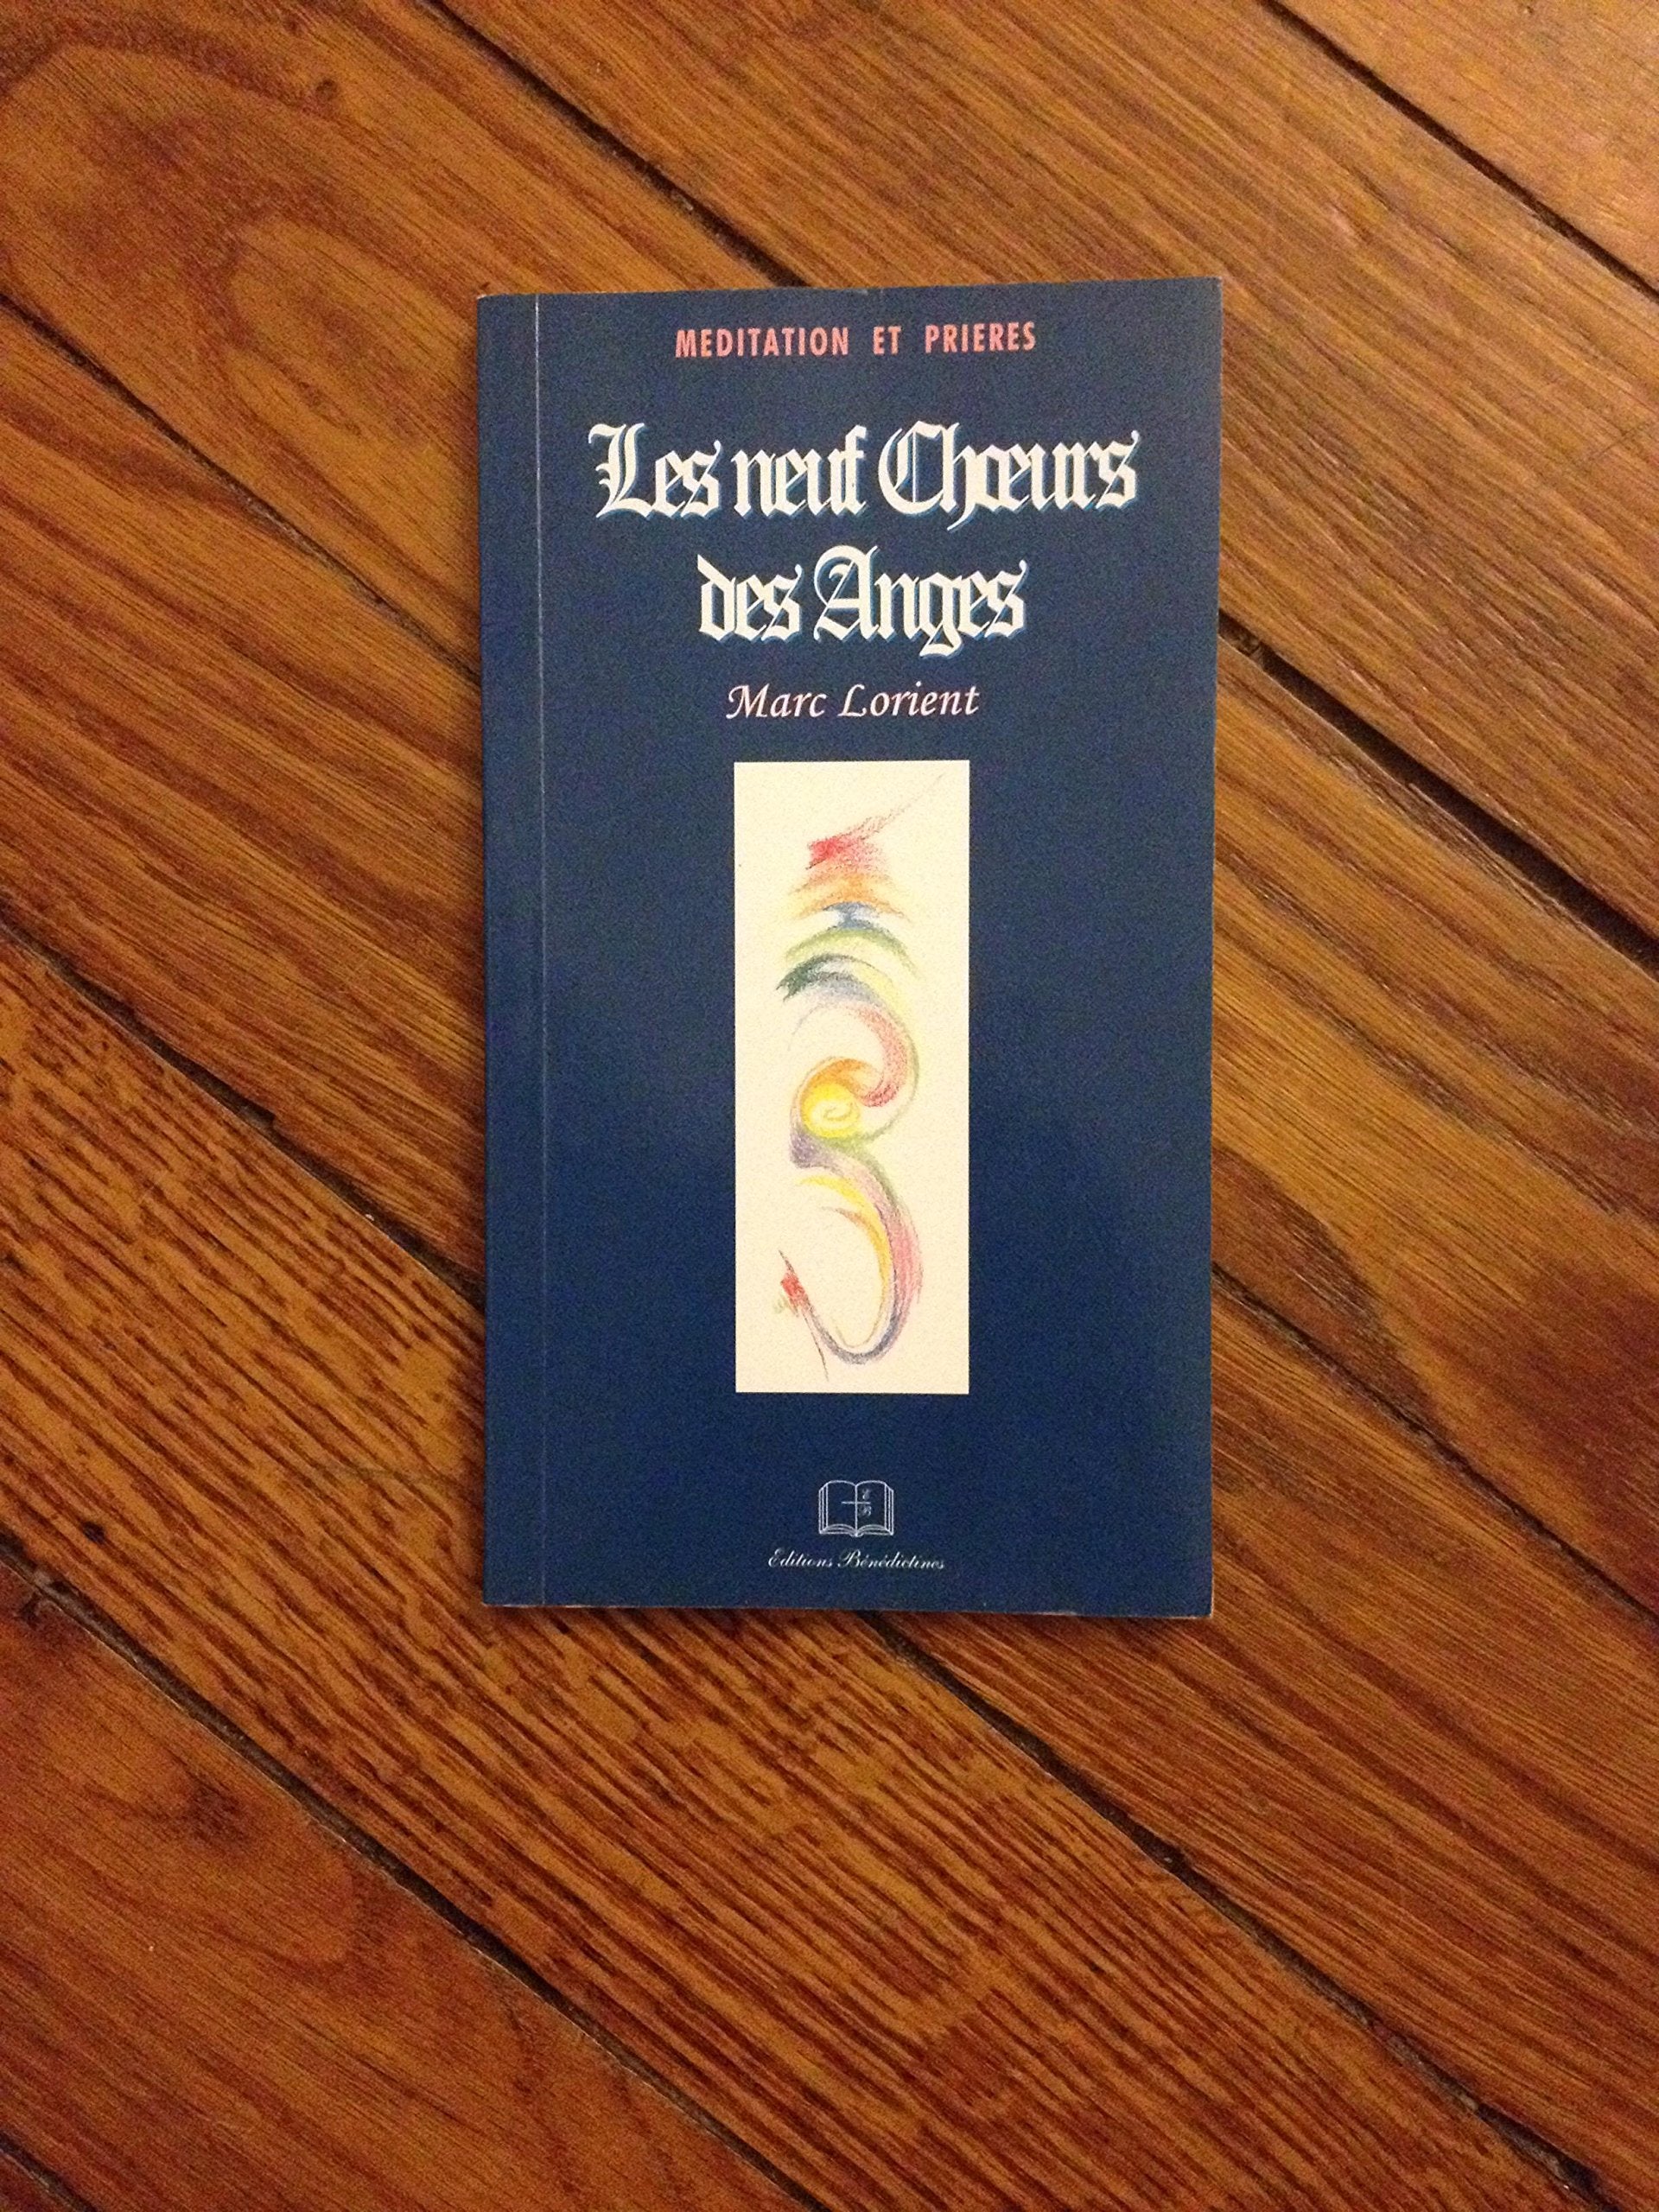 MEDITATION ET PRIERES
Les neuf Chœurs
des Anges
Marc Lorient
E
B
Editions Bénédictines